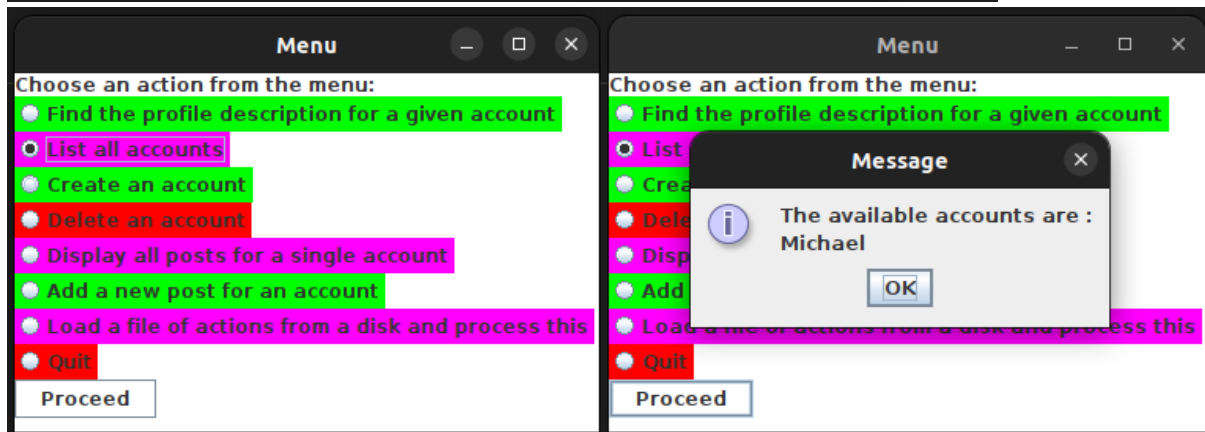 Menu
Choose an action from the menu:
Find the profile description for a given account
List all accounts
Create an account
Delete an account
Display all posts for a single account
Add a new post for an account
Load a file of actions from a disk and process this
Quit
Proceed
Menu
Choose an action from the menu:
Find the profile description for a given account
List
Message
The available accounts are :
Michael
OK
Add
Quit
Proceed